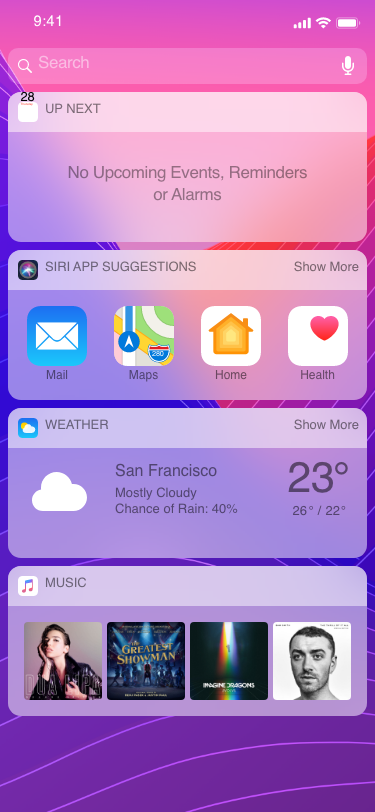 9:41
Search
28
UP NEXT
No Upcoming Events, Reminders
or Alarms
SIRI APP SUGGESTIONS
Show More
280
Mail
Maps
Home
Health
WEATHER
Show More
San Francisco
23°
Mostly Cloudy
Chance of Rain: 40%
26° / 22°
MUSIC
DUA LIPA
THE GREATEST
SHOWMAN
IMAGINE DRAGONS